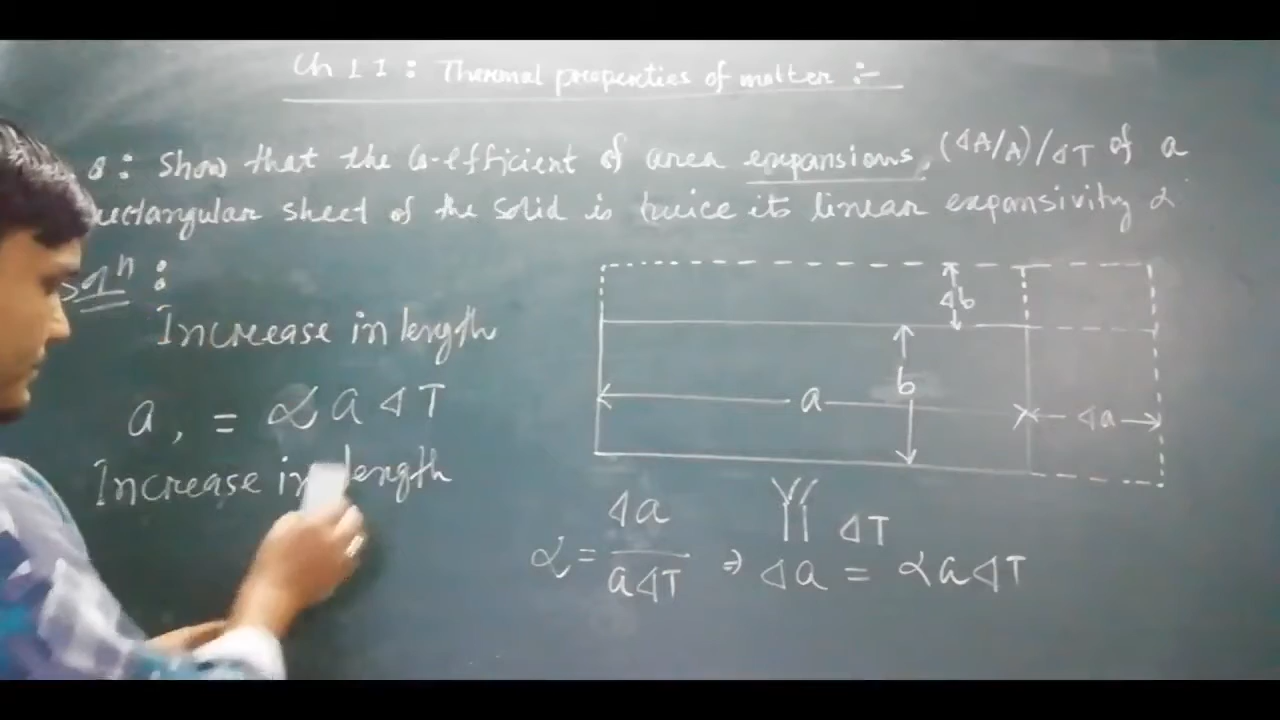 Ch 11 : Thermal properties of matter :-
8 : Show that the co-efficient of area expansions, (ΔA/A)/ΔT of a
rectangular sheet of the solid is twice its linear expansivity α
Solⁿ :
Increase in length
a, = α a ΔT
Increase in length
Δb
b
a
Δa
ΔT
α = Δa / aΔT ⇒ Δa = α a ΔT